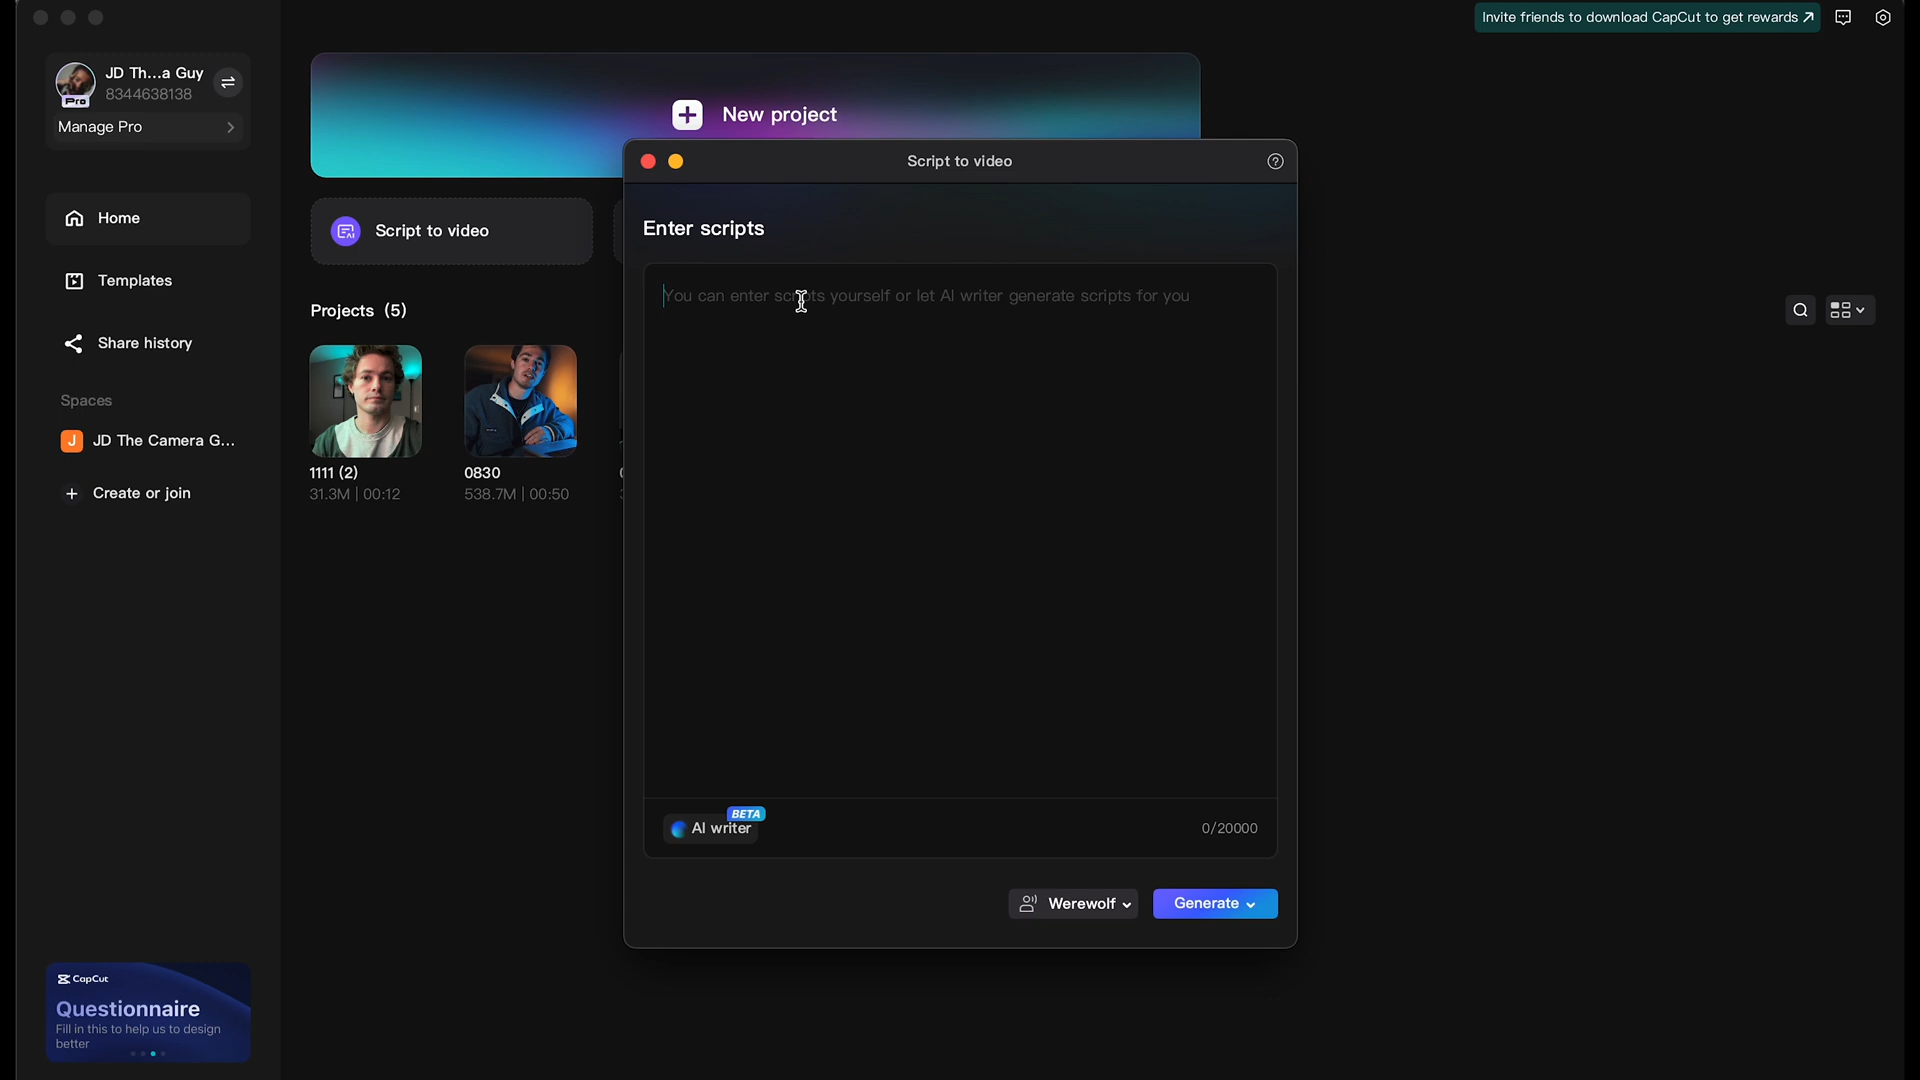 Invite friends to download CapCut to get rewards
JD Th...a Guy
8344638138
Pro
Manage Pro
New project
Script to video
Home
Enter scripts
Script to video
Templates
You can enter scripts yourself or let AI writer generate scripts for you
Projects (5)
Share history
Spaces
J JD The Camera G...
1111 (2)
31.3M | 00:12
0830
538.7M | 00:50
Create or join
BETA
AI writer
0/20000
Werewolf
Generate
CapCut
Questionnaire
Fill in this to help us to design
better